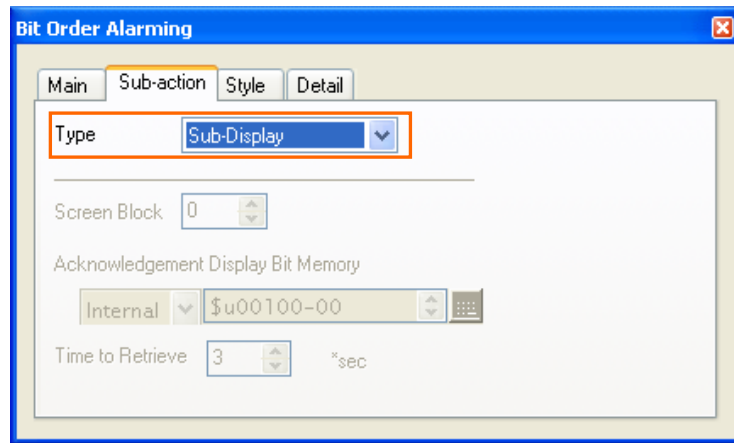 Bit Order Alarming
Main Sub-action Style Detail
Type Sub-Display
Screen Block 0
Acknowledgement Display Bit Memory
Internal $u00100-00
Time to Retrieve 3 *sec